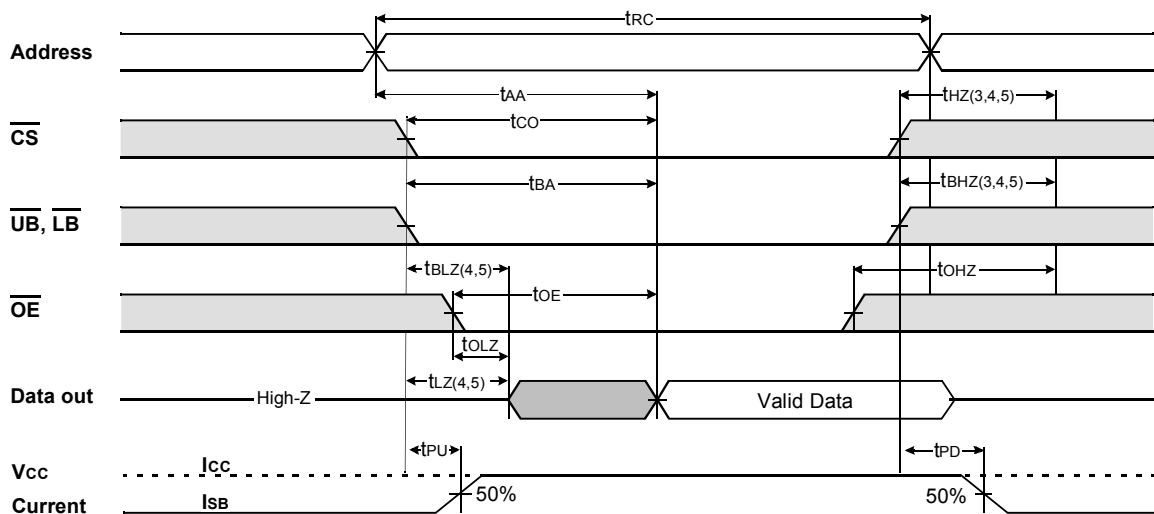 tRC
Address
tAA
tHZ(3,4,5)
CS
tCO
tBA
tBHZ(3,4,5)
UB, LB
tBLZ(4,5)
tOE
tOHZ
OE
tOLZ
tLZ(4,5)
Data out
High-Z
Valid Data
tPU
tPD
VCC
ICC
Current
ISB
50%
50%